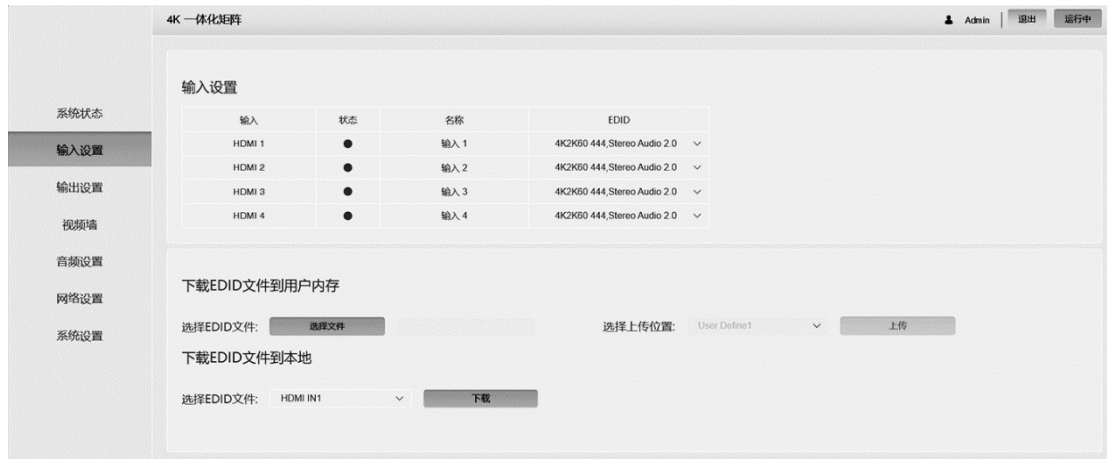 4K 一体化矩阵 Admin 退出 运行中
系统状态
输入设置
输出设置
视频墙
音频设置
网络设置
系统设置
输入设置
输入 状态 名称 EDID
HDMI 1 输入 1 4K2K60 444,Stereo Audio 2.0
HDMI 2 输入 2 4K2K60 444,Stereo Audio 2.0
HDMI 3 输入 3 4K2K60 444,Stereo Audio 2.0
HDMI 4 输入 4 4K2K60 444,Stereo Audio 2.0
下载EDID文件到用户内存
选择EDID文件: 选择文件 选择上传位置: User Define1 上传
下载EDID文件到本地
选择EDID文件: HDMI IN1 下载